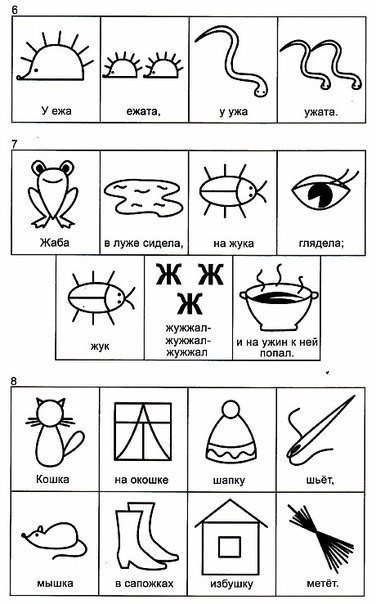 6
У ежа ежата, у ужа ужата.
7
Жаба в луже сидела, на жука глядела;
Ж Ж
Ж
жужжал-
жужжал-
жук жужжал и на ужин к ней
попал.
8
Кошка на окошке шапку шьёт,
мышка в сапожках избушку метёт.